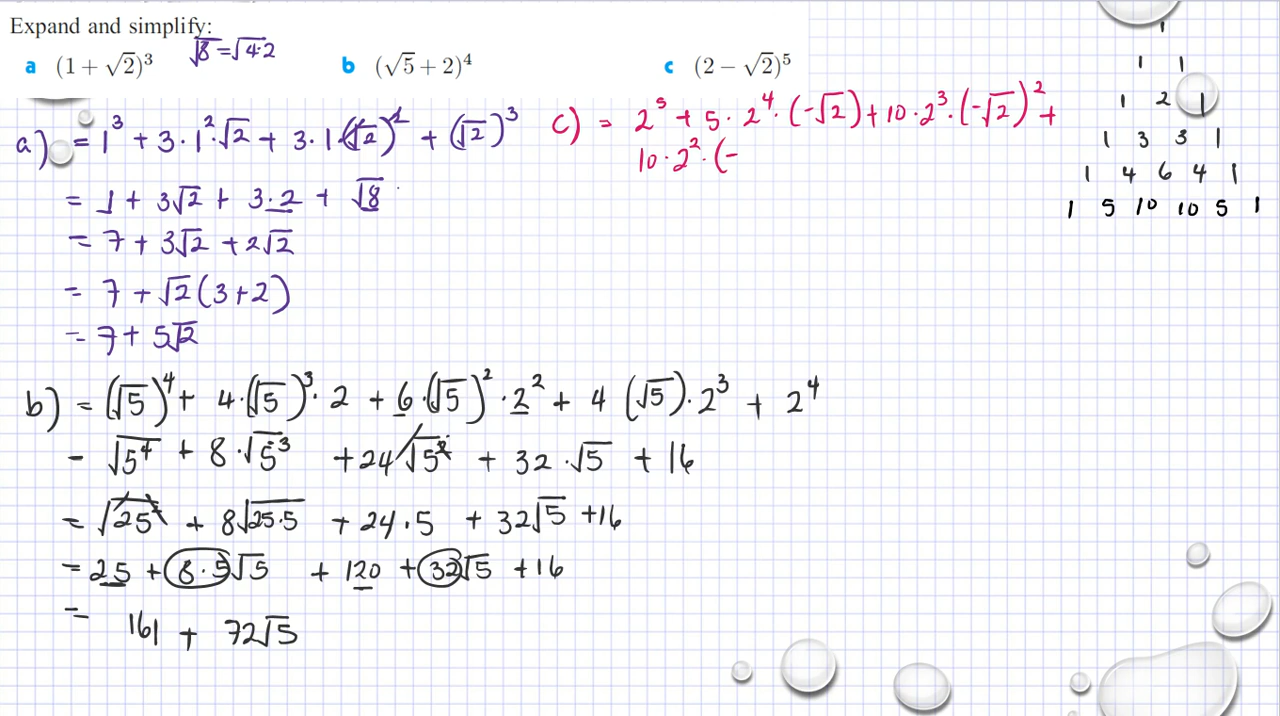 Expand and simplify:
√8 = √4·2
a (1 + √2)³ b (√5 + 2)⁴ c (2 − √2)⁵
a) = 1³ + 3·1²·√2 + 3·1(√2)² + (√2)³
= 1 + 3√2 + 3·2 + √8
= 7 + 3√2 + 2√2
= 7 + √2(3+2)
= 7 + 5√2
b) = (√5)⁴ + 4·(√5)³·2 + 6·(√5)²·2² + 4(√5)·2³ + 2⁴
= √5⁴ + 8·√5³ + 24√5² + 32·√5 + 16
= √25² + 8√25·5 + 24·5 + 32√5 + 16
= 25 + 8·5√5 + 120 + 32√5 + 16
= 161 + 72√5
c) = 2⁵ + 5·2⁴·(−√2) + 10·2³·(−√2)² +
10·2²·(−
1
1 1
1 2 1
1 3 3 1
1 4 6 4 1
1 5 10 10 5 1